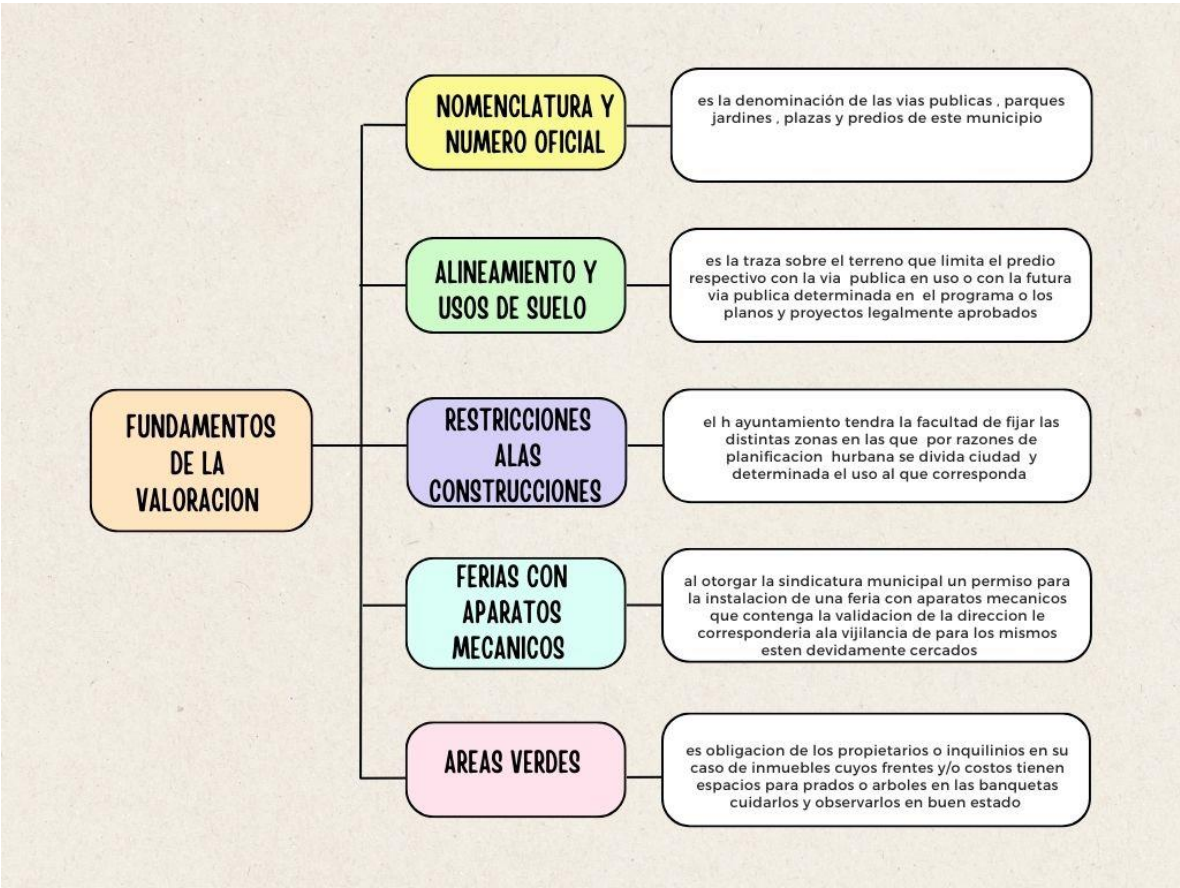 NOMENCLATURA Y
NUMERO OFICIAL
es la denominación de las vias publicas , parques
jardines , plazas y predios de este municipio
ALINEAMIENTO Y
USOS DE SUELO
es la traza sobre el terreno que limita el predio
respectivo con la via publica en uso o con la futura
via publica determinada en el programa o los
planos y proyectos legalmente aprobados
FUNDAMENTOS
DE LA
VALORACION
RESTRICCIONES
ALAS
CONSTRUCCIONES
el h ayuntamiento tendra la facultad de fijar las
distintas zonas en las que por razones de
planificacion hurbana se divida ciudad y
determinada el uso al que corresponda
FERIAS CON
APARATOS
MECANICOS
al otorgar la sindicatura municipal un permiso para
la instalacion de una feria con aparatos mecanicos
que contenga la validacion de la direccion le
corresponderia ala vijilancia de para los mismos
esten devidamente cercados
AREAS VERDES
es obligacion de los propietarios o inquilinios en su
caso de inmuebles cuyos frentes y/o costos tienen
espacios para prados o arboles en las banquetas
cuidarlos y observarlos en buen estado